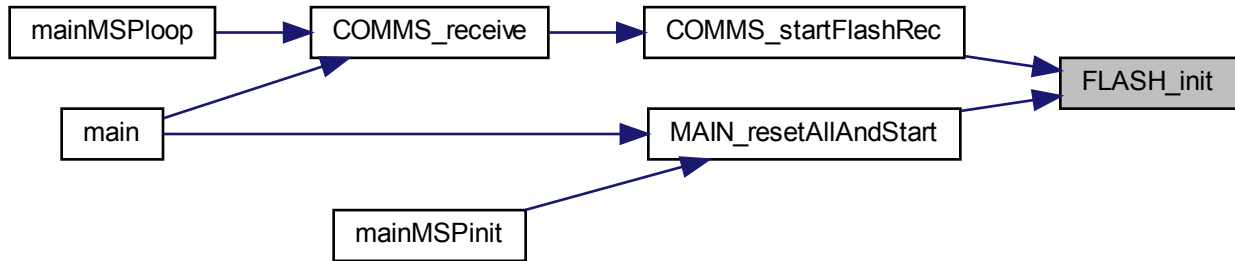 mainMSPloop
COMMS_receive
COMMS_startFlashRec
FLASH_init
main
MAIN_resetAllAndStart
mainMSPinit